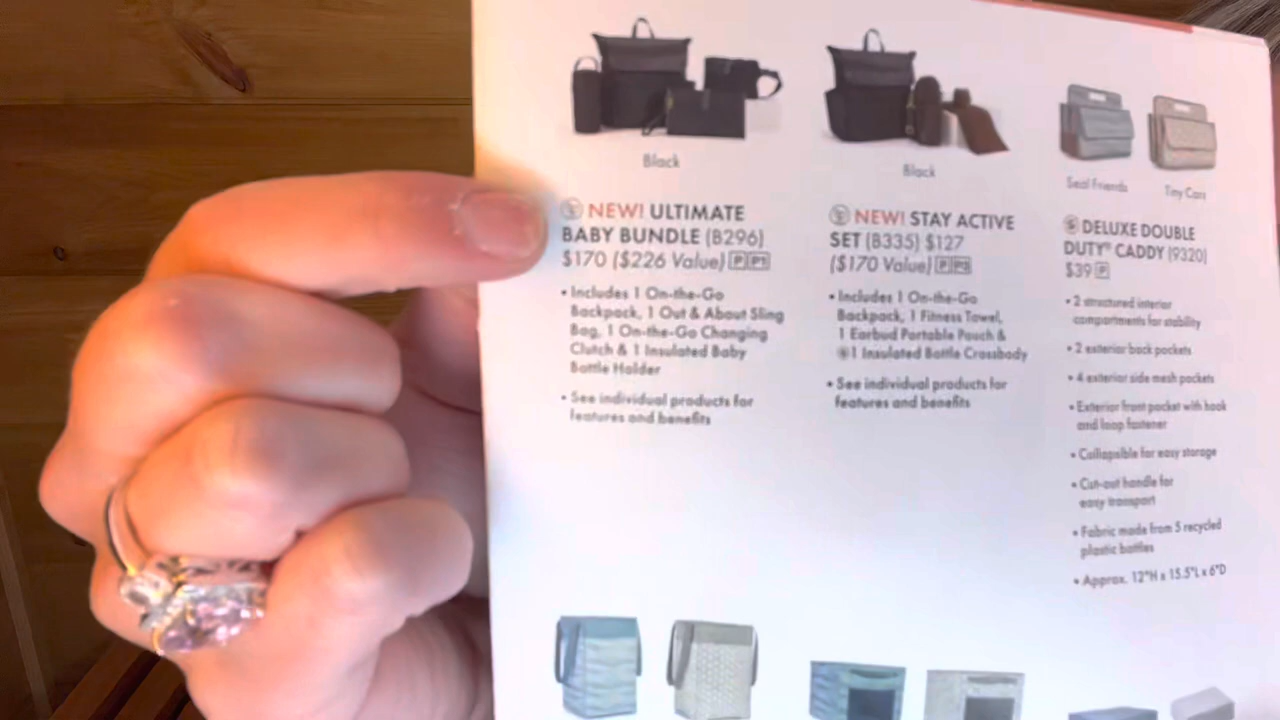 Black
NEW! ULTIMATE
BABY BUNDLE (B296)
$170 ($226 Value) P P1
• Includes 1 On-the-Go
Backpack, 1 Out & About Sling
Bag, 1 On-the-Go Changing
Clutch & 1 Insulated Baby
Bottle Holder
• See individual products for
features and benefits
Black
NEW! STAY ACTIVE
SET (B335) $127
($170 Value) P
• Includes 1 On-the-Go
Backpack, 1 Fitness Towel,
1 Earbud Portable Pouch &
1 Insulated Bottle Crossbody
• See individual products for
features and benefits
Seal Friends
Tiny Cars
DELUXE DOUBLE
DUTY® CADDY (9320)
$39 P
• 2 structured interior
compartments for stability
• 2 exterior back pockets
• 4 exterior side mesh pockets
• Exterior front pocket with hook
and loop fastener
• Collapsible for easy storage
• Cut-out handle for
easy transport
• Fabric made from 5 recycled
plastic bottles
• Approx. 12"H x 15.5"L x 6"D